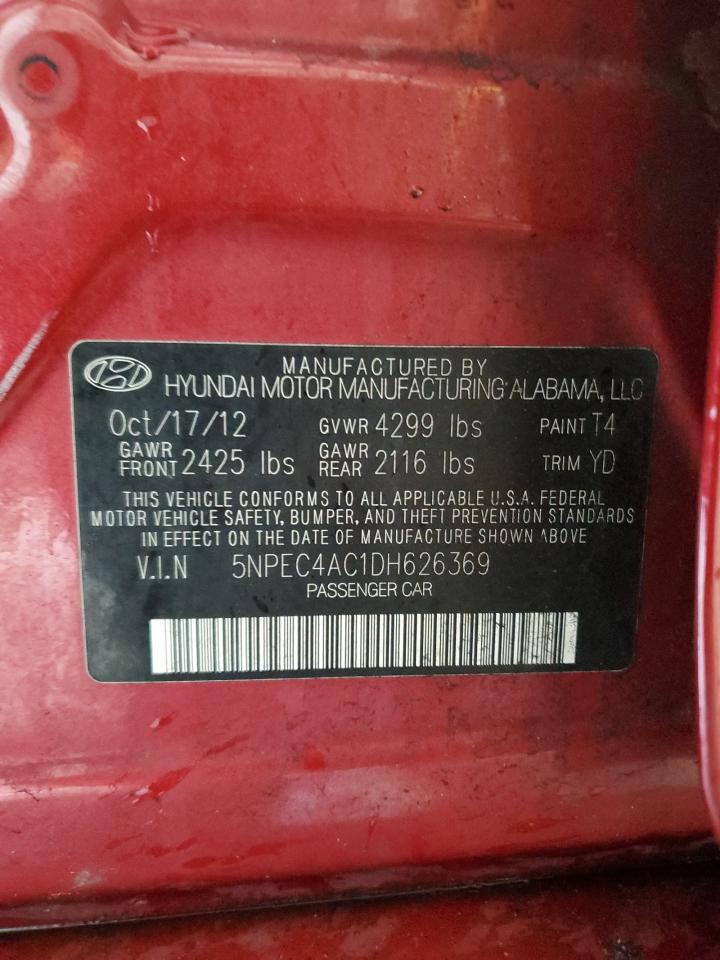 MANUFACTURED BY
HYUNDAI MOTOR MANUFACTURING ALABAMA, LLC
Oct/17/12 GVWR 4299 lbs PAINT T4
GAWR FRONT 2425 lbs GAWR REAR 2116 lbs TRIM YD
THIS VEHICLE CONFORMS TO ALL APPLICABLE U.S.A. FEDERAL
MOTOR VEHICLE SAFETY, BUMPER, AND THEFT PREVENTION STANDARDS
IN EFFECT ON THE DATE OF MANUFACTURE SHOWN ABOVE
V.I.N 5NPEC4AC1DH626369
PASSENGER CAR